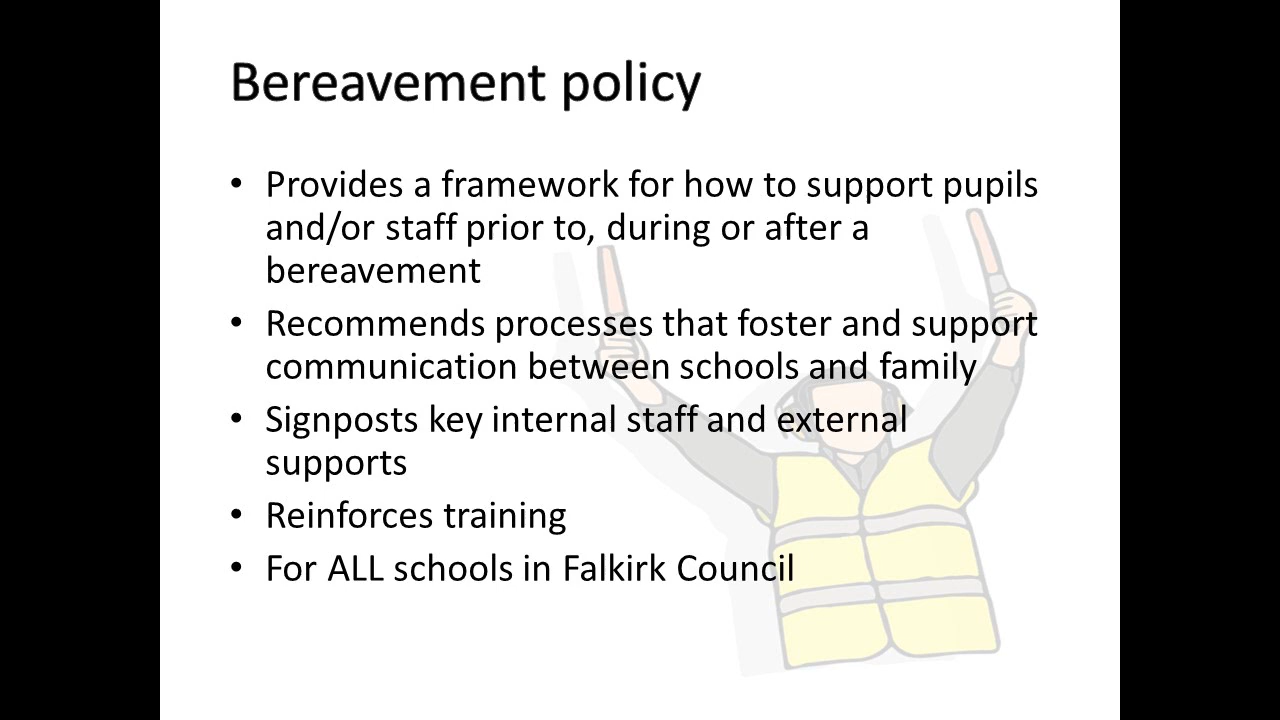 Bereavement policy
• Provides a framework for how to support pupils
and/or staff prior to, during or after a
bereavement
• Recommends processes that foster and support
communication between schools and family
• Signposts key internal staff and external
supports
• Reinforces training
• For ALL schools in Falkirk Council